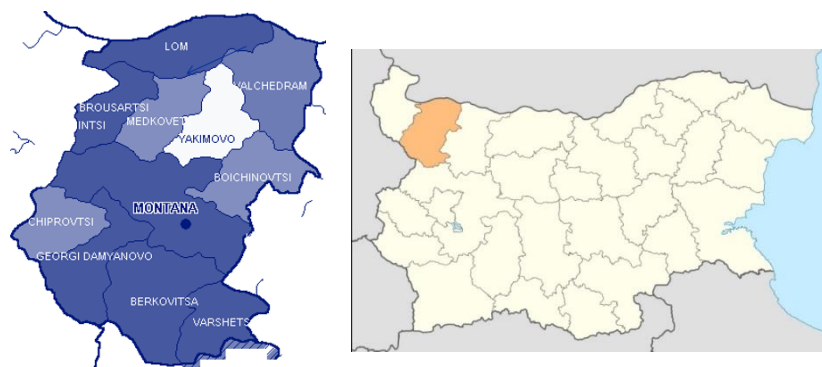 LOM
VALCHEDRAM
BROUSARTSI
INTSI
MEDKOVET
YAKIMOVO
BOICHINOVTSI
MONTANA
CHIPROVTSI
GEORGI DAMYANOVO
BERKOVITSA
VARSHETS